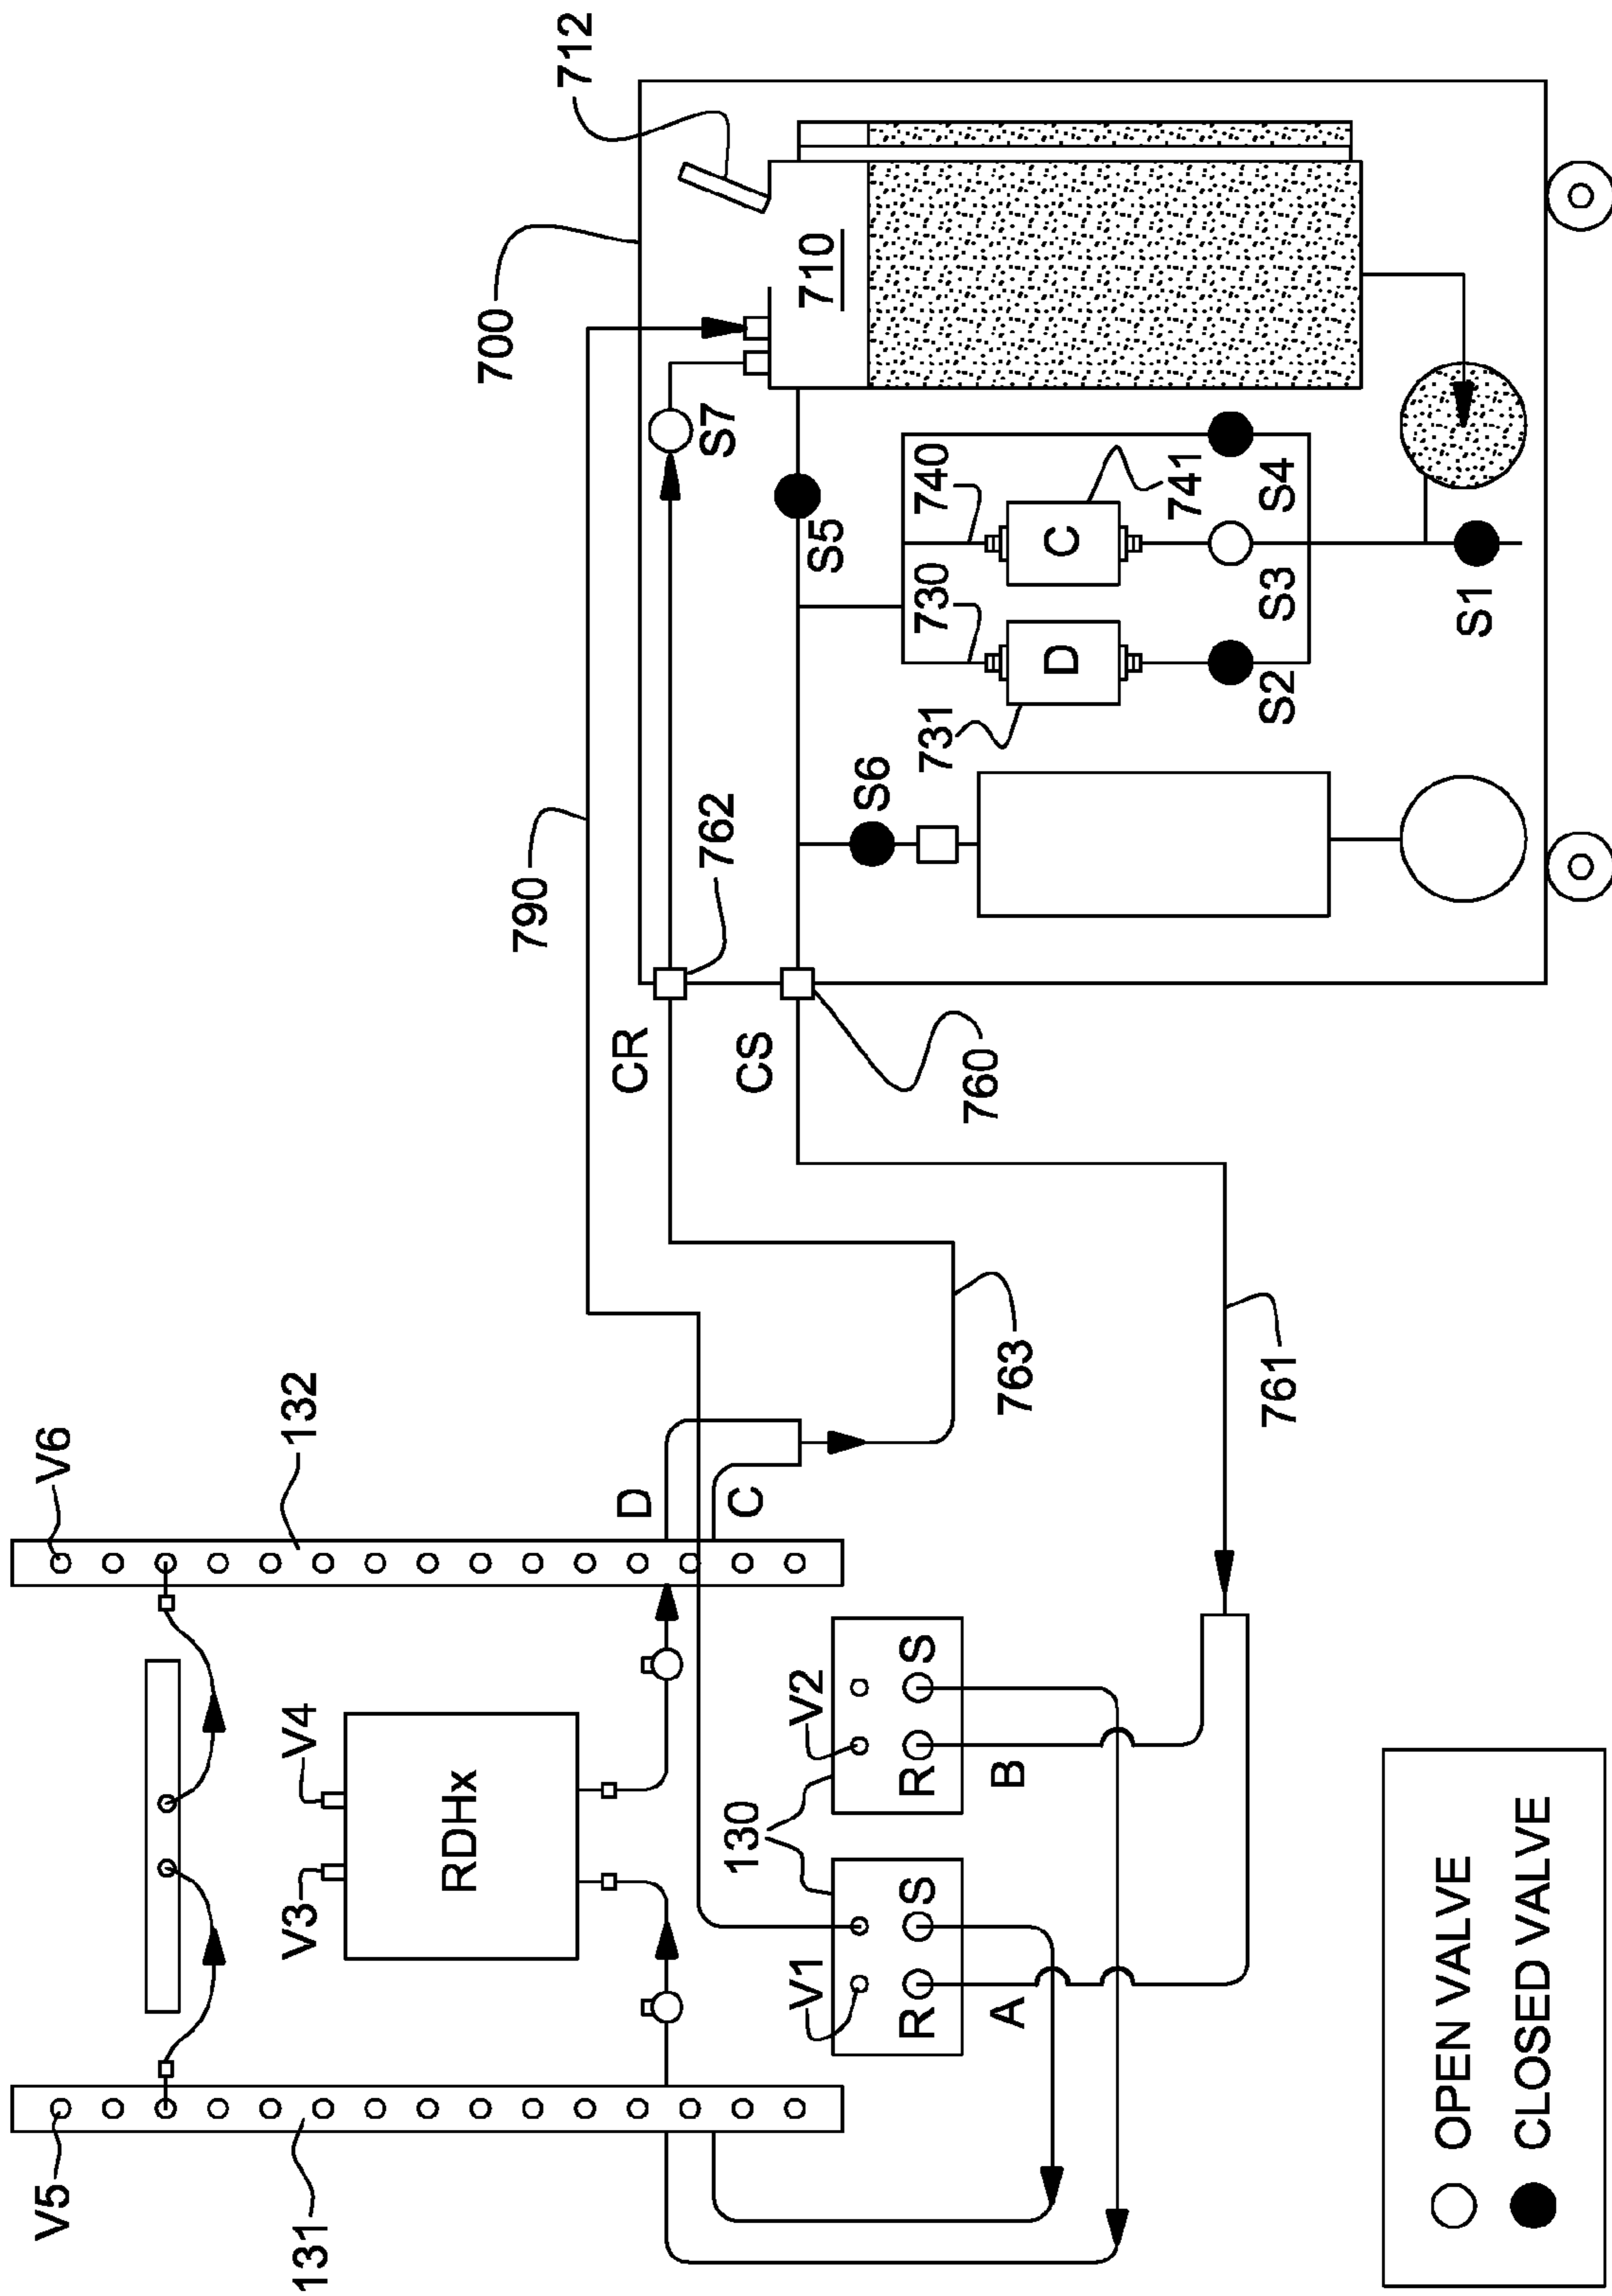 V6
132
V5
131
V3
V4
RDHx
D
C
790
700
712
CR
762
S7
710
CS
760
S5
S6
740
730
C
D
741
731
S4
S3
S2
S1
763
761
130
V1
V2
R
S
R
S
A
B
OPEN VALVE
CLOSED VALVE